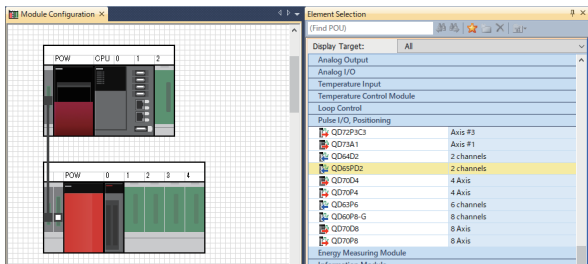 Module Configuration
POW CPU 0 1 2
POW 0 1 2 3 4
Element Selection
(Find POU)
Display Target: All
Analog Output
Analog I/O
Temperature Input
Temperature Control Module
Loop Control
Pulse I/O, Positioning
QD72P3C3 Axis #3
QD73A1 Axis #1
QD64D2 2 channels
QD65PD2 2 channels
QD70D4 4 Axis
QD70P4 4 Axis
QD63P6 6 channels
QD60P8-G 8 channels
QD70D8 8 Axis
QD70P8 8 Axis
Energy Measuring Module
Information Module